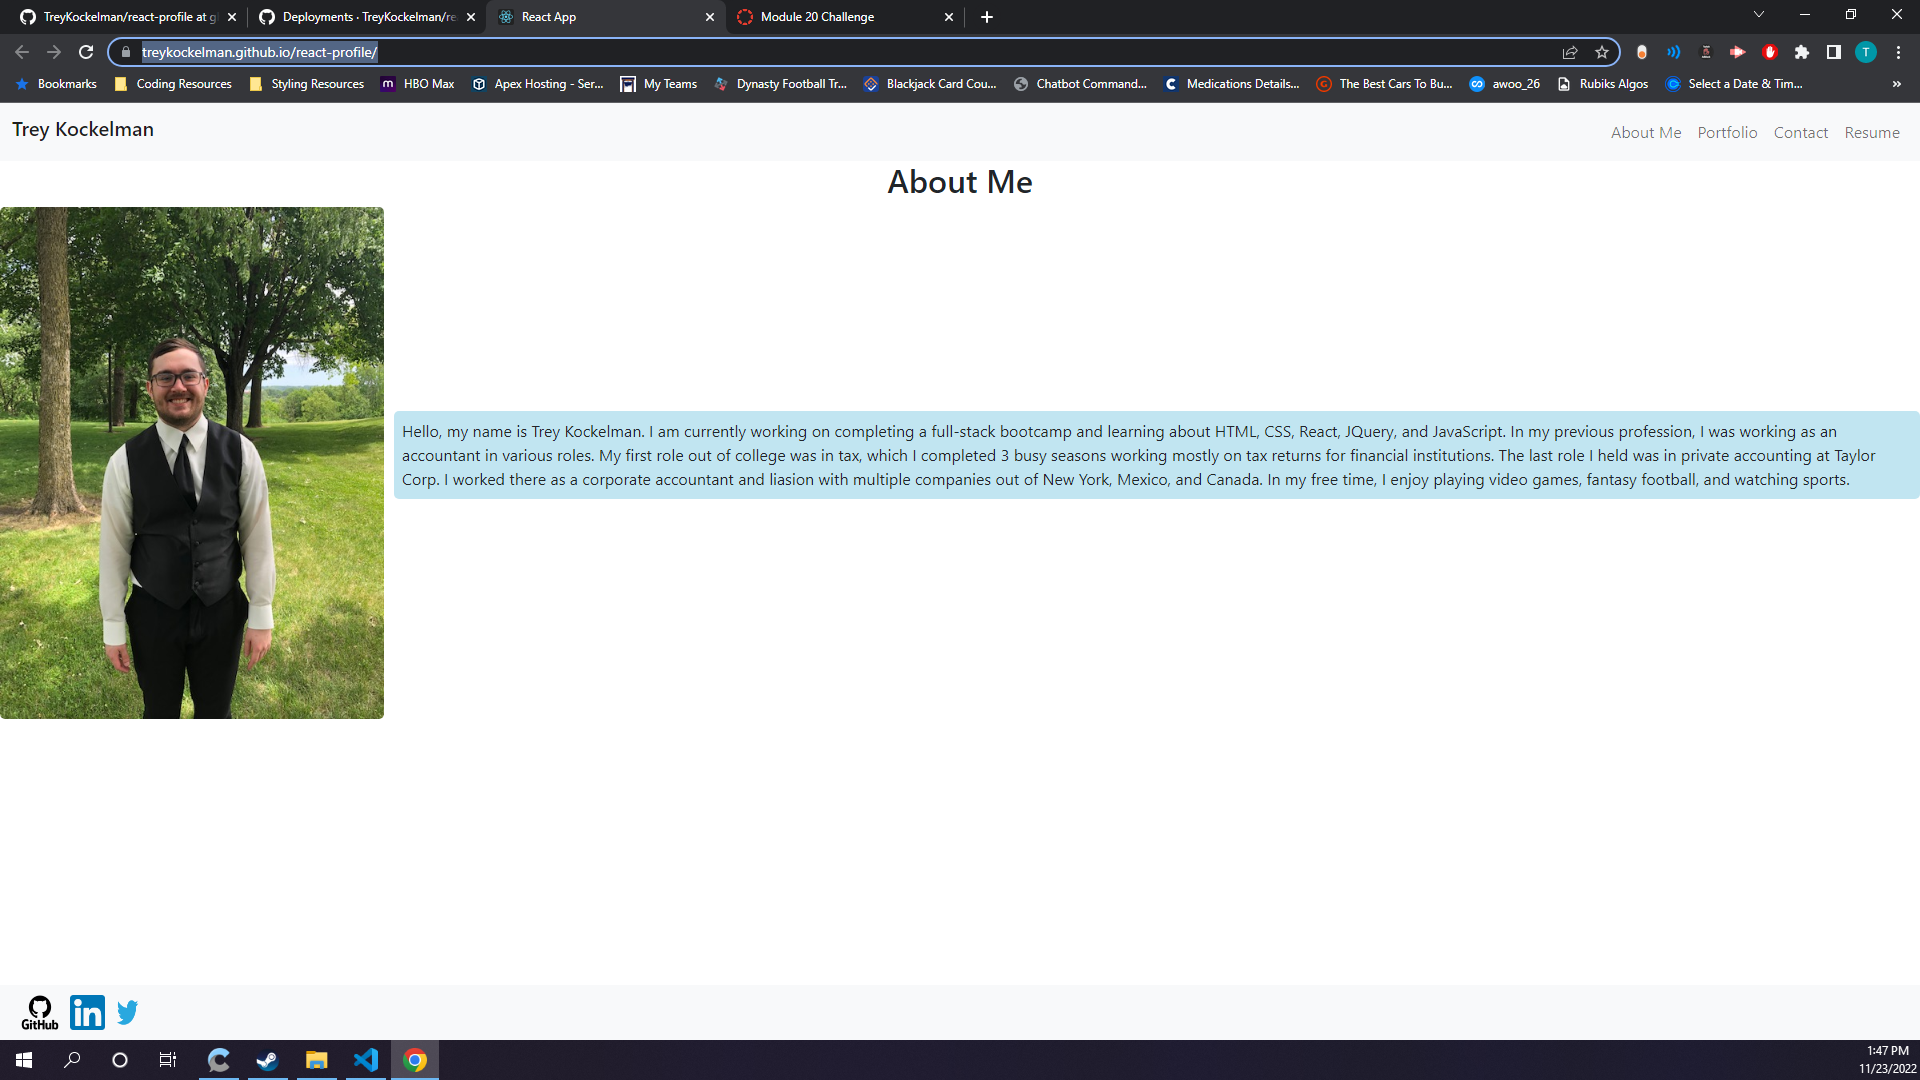 TreyKockelman/react-profile at g
Deployments · TreyKockelman/re
React App
Module 20 Challenge
treykockelman.github.io/react-profile/
T
Bookmarks
Coding Resources
Styling Resources
HBO Max
Apex Hosting - Ser...
My Teams
Dynasty Football Tr...
Blackjack Card Cou...
Chatbot Command...
Medications Details...
The Best Cars To Bu...
awoo_26
Rubiks Algos
Select a Date & Tim...
»
Trey Kockelman
About Me
Portfolio
Contact
Resume
About Me
Hello, my name is Trey Kockelman. I am currently working on completing a full-stack bootcamp and learning about HTML, CSS, React, JQuery, and JavaScript. In my previous profession, I was working as an
accountant in various roles. My first role out of college was in tax, which I completed 3 busy seasons working mostly on tax returns for financial institutions. The last role I held was in private accounting at Taylor
Corp. I worked there as a corporate accountant and liasion with multiple companies out of New York, Mexico, and Canada. In my free time, I enjoy playing video games, fantasy football, and watching sports.
GitHub
in
1:47 PM
11/23/2022